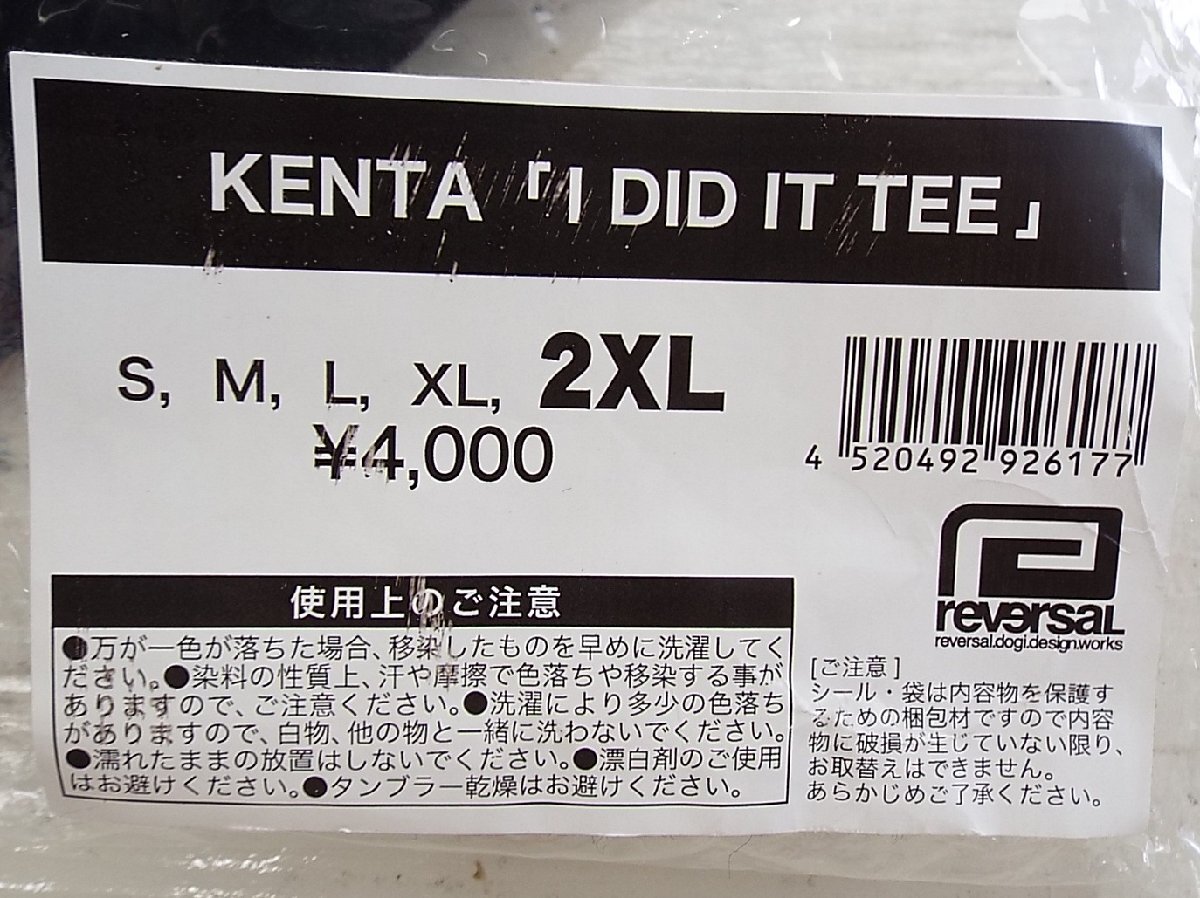 KENTA「I DID IT TEE」
S, M, L, XL, 2XL
¥4,000
4 520492 926177
reversal
reversal.dogi.design.works
使用上のご注意
●万が一色が落ちた場合、移染したものを早めに洗濯してく
ださい。●染料の性質上、汗や摩擦で色落ちや移染する事が
ありますので、ご注意ください。●洗濯により多少の色落ち
がありますので、白物、他の物と一緒に洗わないでください。
●濡れたままの放置はしないでください。●漂白剤のご使用
はお避けください。●タンブラー乾燥はお避けください。
[ご注意]
シール・袋は内容物を保護す
るための梱包材ですので内容
物に破損が生じていない限り、
お取替えはできません。
あらかじめご了承ください。